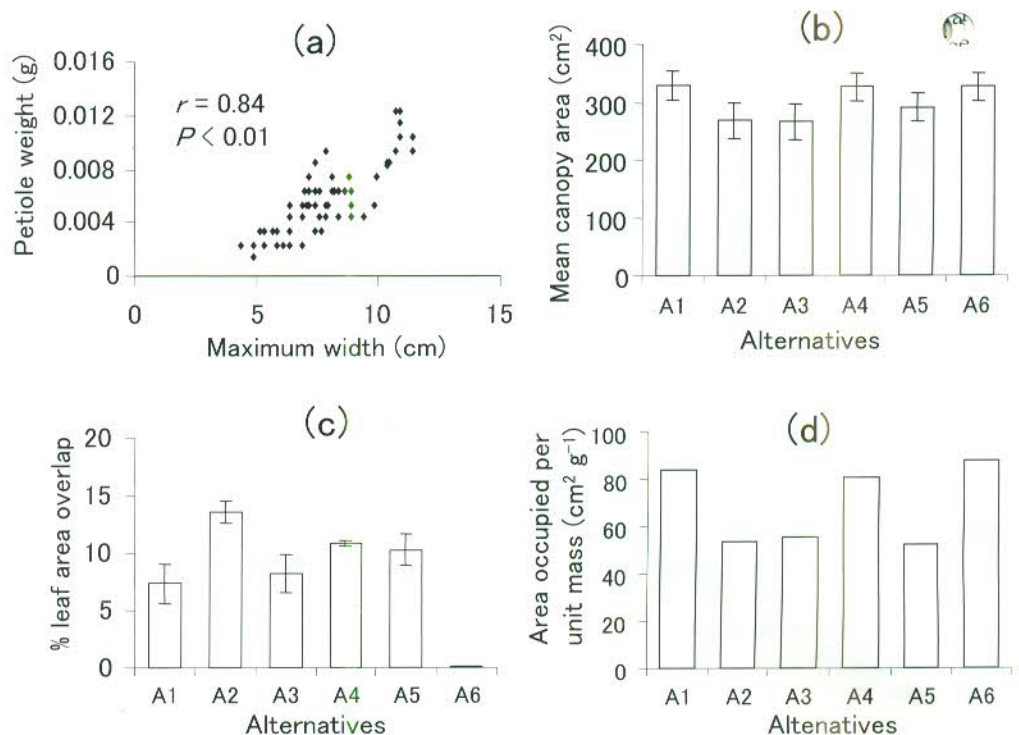 (a)
Petiole weight (g)
0.016
0.012
0.008
0.004
0
r = 0.84
P < 0.01
0 5 10 15
Maximum width (cm)
(b)
Mean canopy area (cm²)
400
300
200
100
0
A1 A2 A3 A4 A5 A6
Alternatives
(c)
% leaf area overlap
20
15
10
5
0
A1 A2 A3 A4 A5 A6
Alternatives
(d)
Area occupied per
unit mass (cm² g⁻¹)
100
80
60
40
20
0
A1 A2 A3 A4 A5 A6
Altenatives